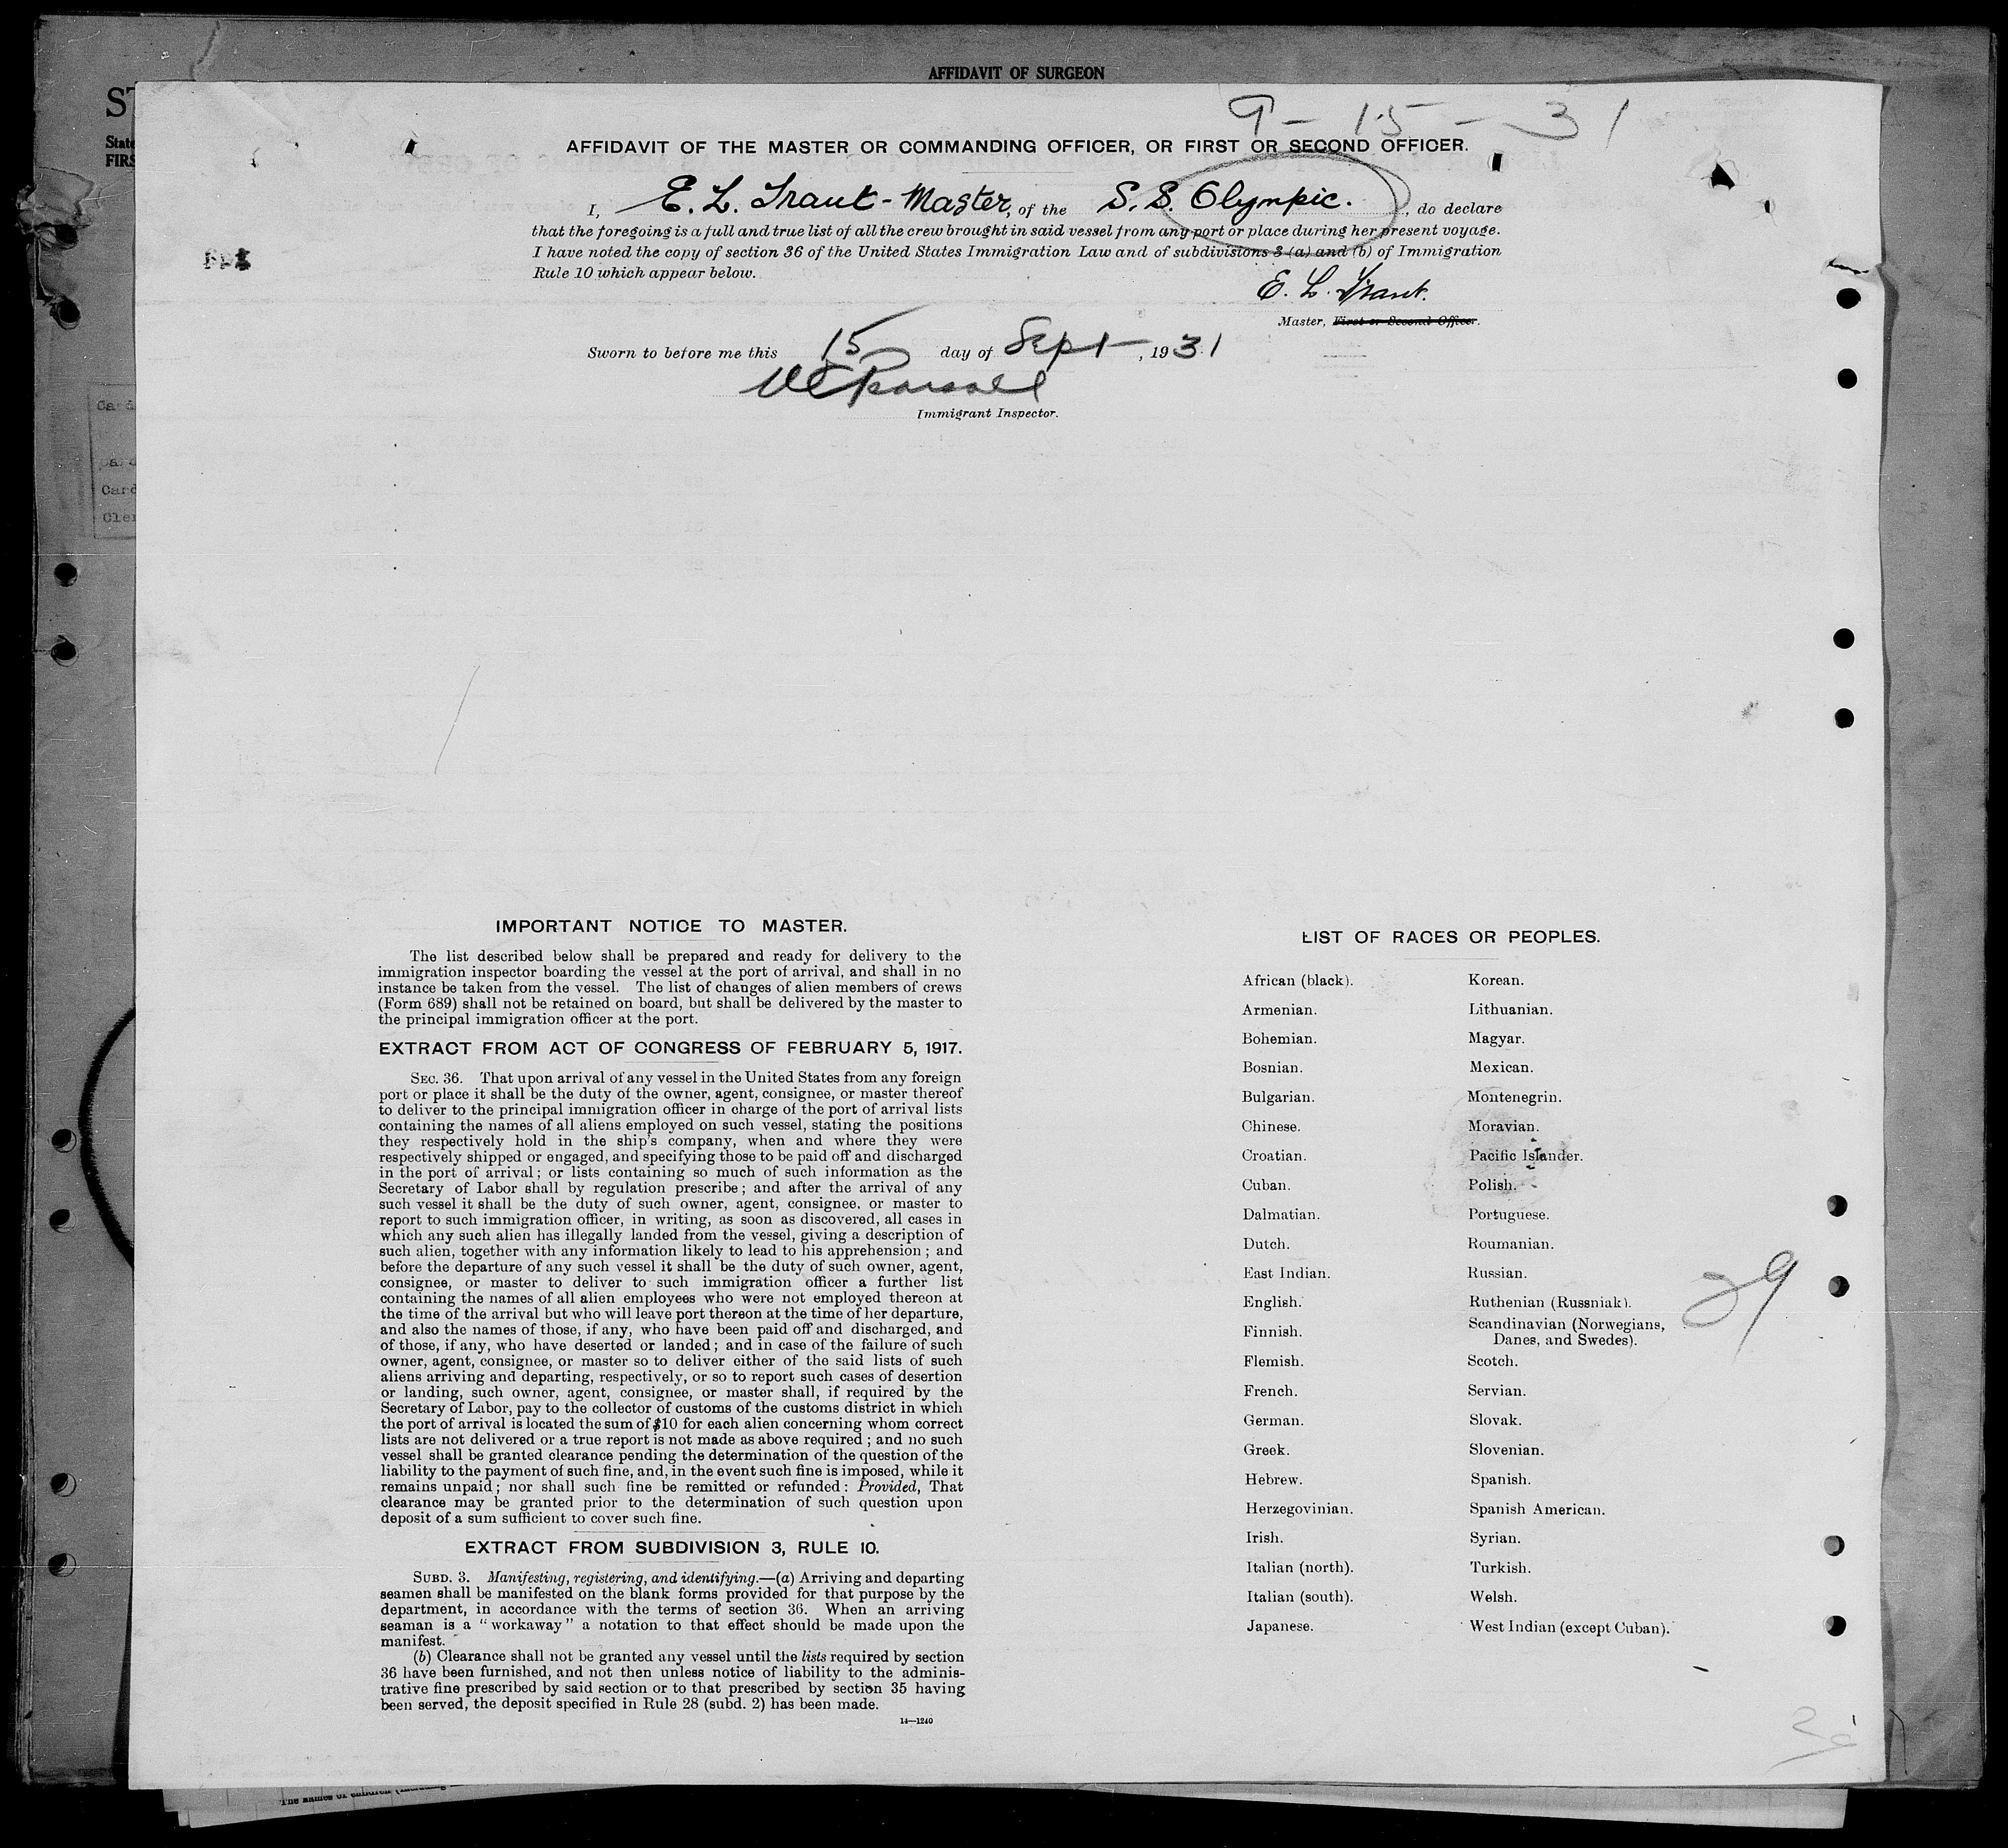 AFFIDAVIT OF SURGEON
9 - 15 - 31
AFFIDAVIT OF THE MASTER OR COMMANDING OFFICER, OR FIRST OR SECOND OFFICER.
I, E. L. Trant - Master, of the S. S. Olympic. , do declare
that the foregoing is a full and true list of all the crew brought in said vessel from any port or place during her present voyage.
I have noted the copy of section 36 of the United States Immigration Law and of subdivisions 3 (a) and (b) of Immigration
Rule 10 which appear below.
E. L. Trant.
Master, First or Second Officer.
Sworn to before me this 15 day of Sept , 1931
Immigrant Inspector.
IMPORTANT NOTICE TO MASTER.
The list described below shall be prepared and ready for delivery to the
immigration inspector boarding the vessel at the port of arrival, and shall in no
instance be taken from the vessel. The list of changes of alien members of crews
(Form 689) shall not be retained on board, but shall be delivered by the master to
the principal immigration officer at the port.
EXTRACT FROM ACT OF CONGRESS OF FEBRUARY 5, 1917.
SEC. 36. That upon arrival of any vessel in the United States from any foreign
port or place it shall be the duty of the owner, agent, consignee, or master thereof
to deliver to the principal immigration officer in charge of the port of arrival lists
containing the names of all aliens employed on such vessel, stating the positions
they respectively hold in the ship's company, when and where they were
respectively shipped or engaged, and specifying those to be paid off and discharged
in the port of arrival; or lists containing so much of such information as the
Secretary of Labor shall by regulation prescribe; and after the arrival of any
such vessel it shall be the duty of such owner, agent, consignee, or master to
report to such immigration officer, in writing, as soon as discovered, all cases in
which any such alien has illegally landed from the vessel, giving a description of
such alien, together with any information likely to lead to his apprehension; and
before the departure of any such vessel it shall be the duty of such owner, agent,
consignee, or master to deliver to such immigration officer a further list
containing the names of all alien employees who were not employed thereon at
the time of the arrival but who will leave port thereon at the time of her departure,
and also the names of those, if any, who have been paid off and discharged, and
of those, if any, who have deserted or landed; and in case of the failure of such
owner, agent, consignee, or master so to deliver either of the said lists of such
aliens arriving and departing, respectively, or so to report such cases of desertion
or landing, such owner, agent, consignee, or master shall, if required by the
Secretary of Labor, pay to the collector of customs of the customs district in which
the port of arrival is located the sum of $10 for each alien concerning whom correct
lists are not delivered or a true report is not made as above required; and no such
vessel shall be granted clearance pending the determination of the question of the
liability to the payment of such fine, and, in the event such fine is imposed, while it
remains unpaid; nor shall such fine be remitted or refunded: Provided, That
clearance may be granted prior to the determination of such question upon
deposit of a sum sufficient to cover such fine.
EXTRACT FROM SUBDIVISION 3, RULE 10.
SUBD. 3. Manifesting, registering, and identifying.—(a) Arriving and departing
seamen shall be manifested on the blank forms provided for that purpose by the
department, in accordance with the terms of section 36. When an arriving
seaman is a "workaway" a notation to that effect should be made upon the
manifest.
(b) Clearance shall not be granted any vessel until the lists required by section
36 have been furnished, and not then unless notice of liability to the adminis-
trative fine prescribed by said section or to that prescribed by section 35 having
been served, the deposit specified in Rule 28 (subd. 2) has been made.
14—1240
LIST OF RACES OR PEOPLES.
African (black).
Armenian.
Bohemian.
Bosnian.
Bulgarian.
Chinese.
Croatian.
Cuban.
Dalmatian.
Dutch.
East Indian.
English.
Finnish.
Flemish.
French.
German.
Greek.
Hebrew.
Herzegovinian.
Irish.
Italian (north).
Italian (south).
Japanese.
Korean.
Lithuanian.
Magyar.
Mexican.
Montenegrin.
Moravian.
Pacific Islander.
Polish.
Portuguese.
Roumanian.
Russian.
Ruthenian (Russniak).
Scandinavian (Norwegians,
Danes, and Swedes).
Scotch.
Servian.
Slovak.
Slovenian.
Spanish.
Spanish American.
Syrian.
Turkish.
Welsh.
West Indian (except Cuban).
29